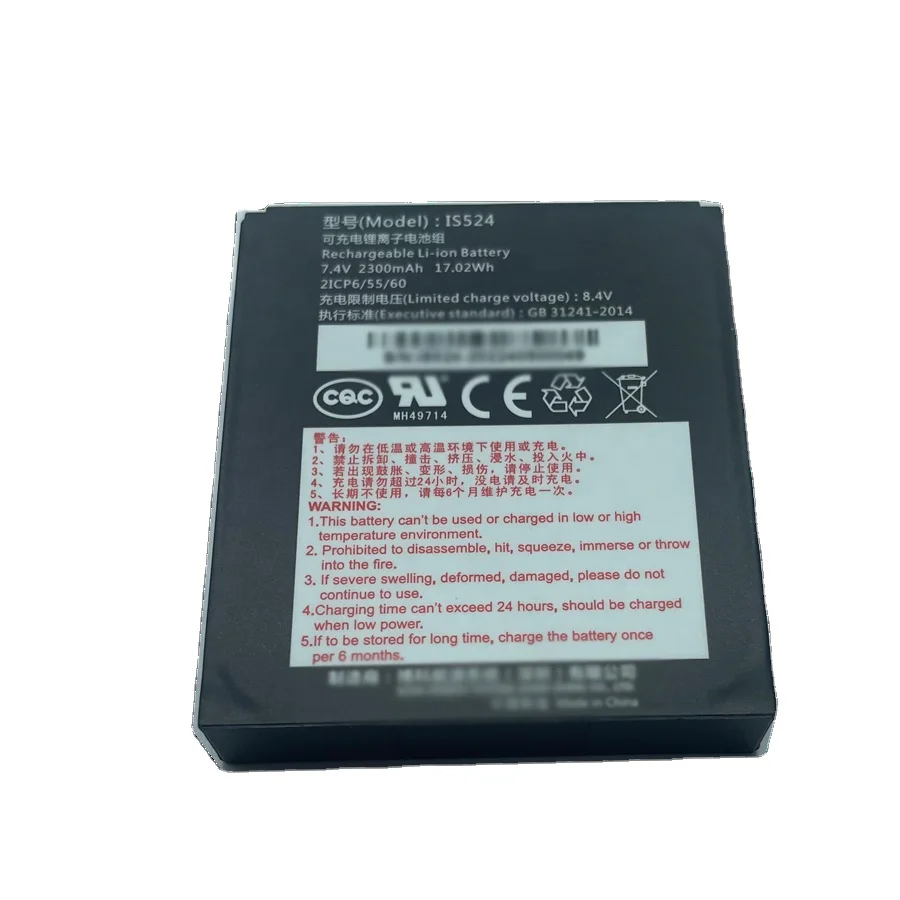 型号(Model) : IS524
可充电锂离子电池组
Rechargeable Li-ion Battery
7.4V 2300mAh 17.02Wh
2ICP6/55/60
充电限制电压(Limited charge voltage) : 8.4V
执行标准(Executive standard) : GB 31241-2014
CQC
MH49714
CE
警告:
1、请勿在低温或高温环境下使用或充电。
2、禁止拆卸、撞击、挤压、浸水、投入火中。
3、若出现鼓胀、变形、损伤，请停止使用。
4、充电请勿超过24小时，没电请及时充电。
5、长期不使用，请每6个月维护充电一次。
WARNING:
1.This battery can't be used or charged in low or high
temperature environment.
2. Prohibited to disassemble, hit, squeeze, immerse or throw
into the fire.
3. If severe swelling, deformed, damaged, please do not
continue to use.
4.Charging time can't exceed 24 hours, should be charged
when low power.
5.If to be stored for long time, charge the battery once
per 6 months.
Made in China